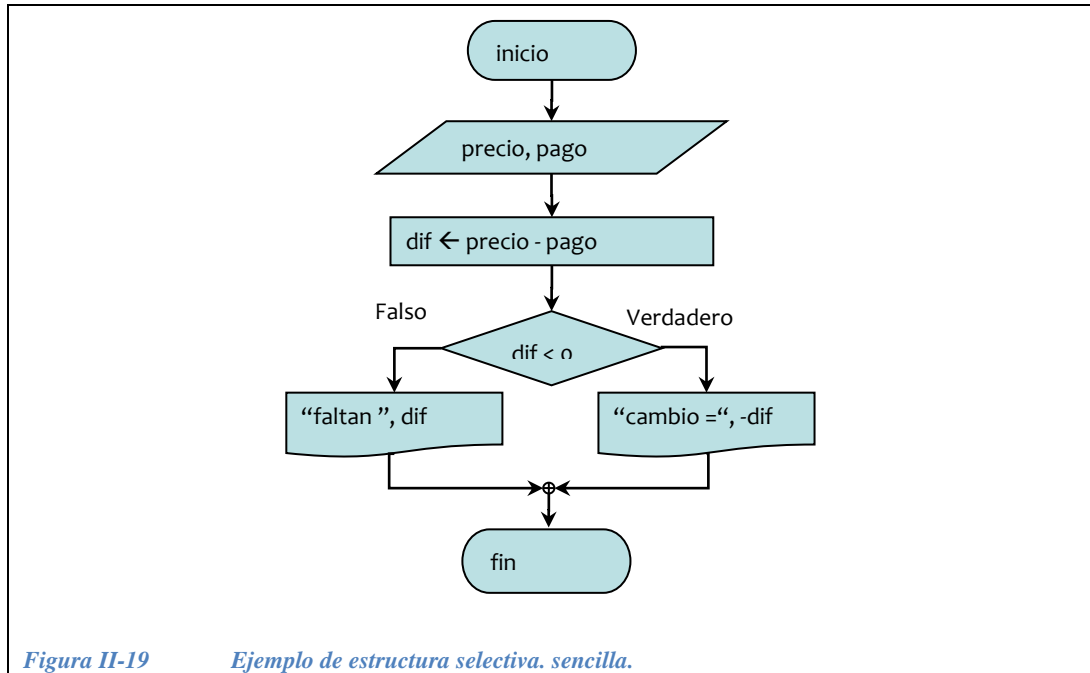 inicio
precio, pago
dif ← precio - pago
Falso
Verdadero
dif < 0
“faltan ”, dif
“cambio =“, -dif
fin
Figura II-19 Ejemplo de estructura selectiva. sencilla.